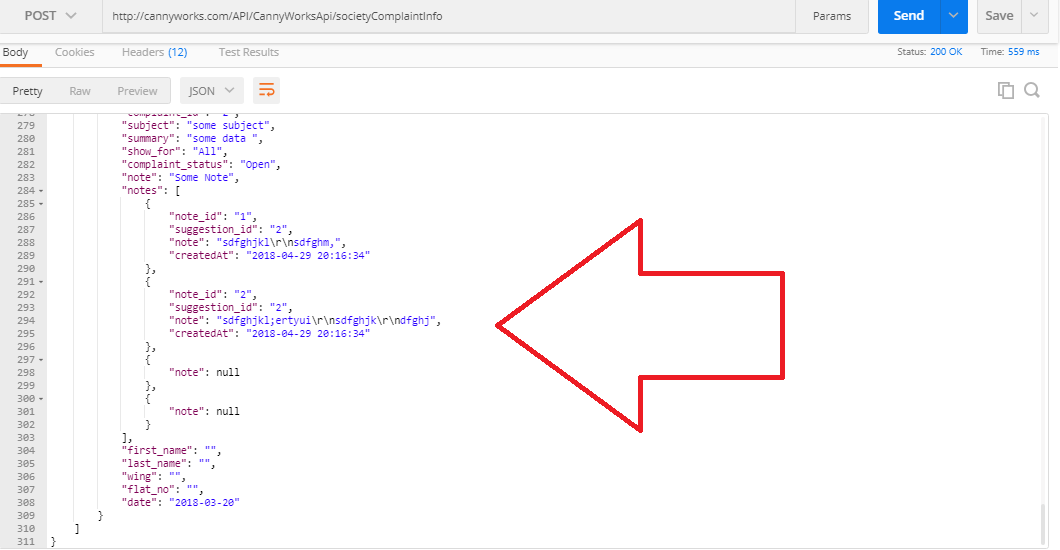 POST http://cannyworks.com/API/CannyWorksApi/societyComplaintInfo Params Send Save
Body Cookies Headers (12) Test Results Status: 200 OK Time: 559 ms
Pretty Raw Preview JSON
278 "complaint_id": "2",
279 "subject": "some subject",
280 "summary": "some data ",
281 "show_for": "All",
282 "complaint_status": "Open",
283 "note": "Some Note",
284 "notes": [
285 {
286 "note_id": "1",
287 "suggestion_id": "2",
288 "note": "sdfghjkl\r\nsdfghm,",
289 "createdAt": "2018-04-29 20:16:34"
290 },
291 {
292 "note_id": "2",
293 "suggestion_id": "2",
294 "note": "sdfghjkl;ertyui\r\nsdfghjk\r\ndfghj",
295 "createdAt": "2018-04-29 20:16:34"
296 },
297 {
298 "note": null
299 },
300 {
301 "note": null
302 }
303 ],
304 "first_name": "",
305 "last_name": "",
306 "wing": "",
307 "flat_no": "",
308 "date": "2018-03-20"
309 }
310 ]
311 }